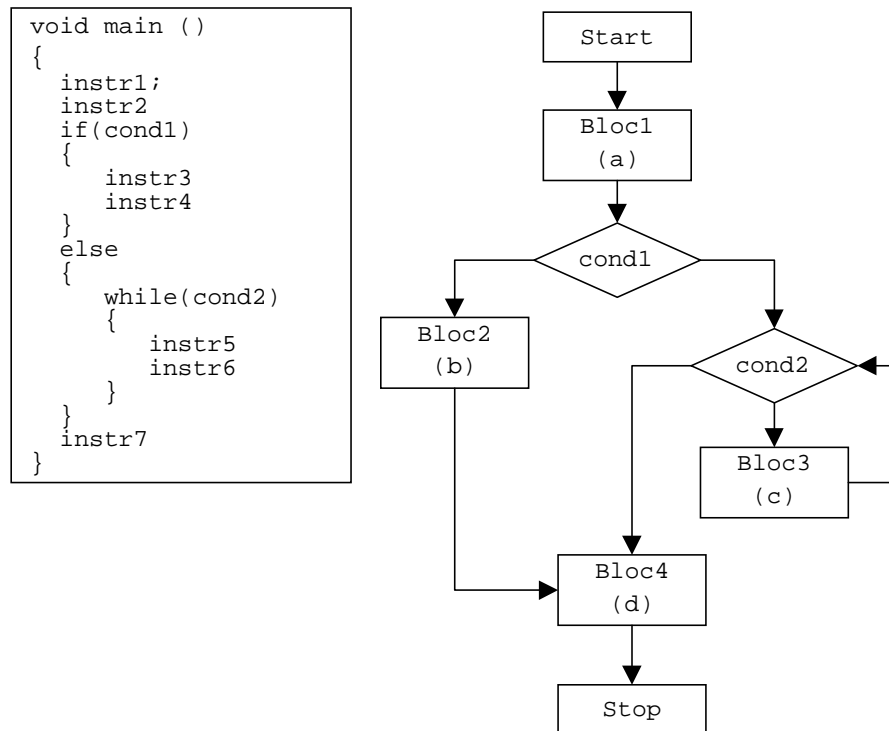 void main ()
{
instr1;
instr2
if(cond1)
{
instr3
instr4
}
else
{
while(cond2)
{
instr5
instr6
}
}
instr7
}
Start
Bloc1
(a)
cond1
Bloc2
(b)
cond2
Bloc3
(c)
Bloc4
(d)
Stop